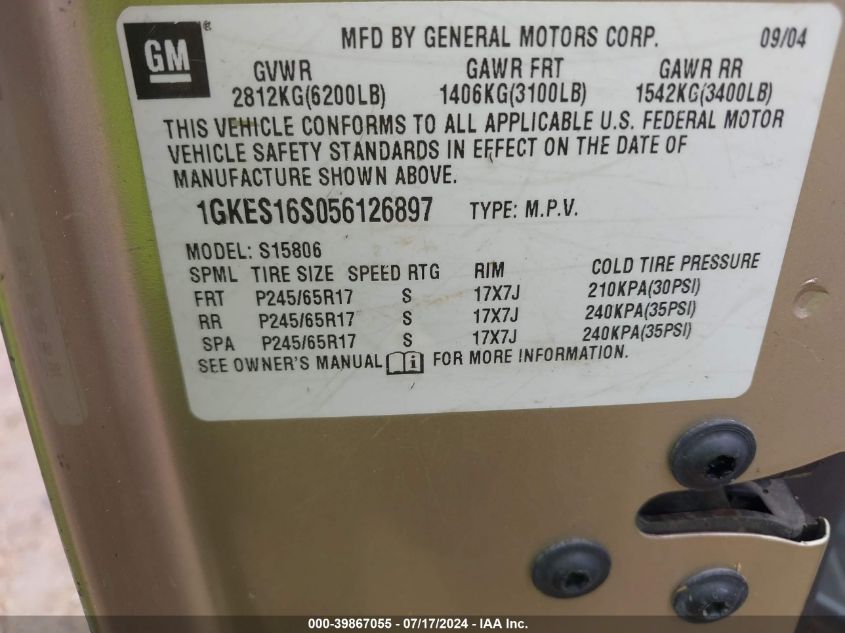 GM® MFD BY GENERAL MOTORS CORP. 09/04
GVWR GAWR FRT GAWR RR
2812KG(6200LB) 1406KG(3100LB) 1542KG(3400LB)
THIS VEHICLE CONFORMS TO ALL APPLICABLE U.S. FEDERAL MOTOR
VEHICLE SAFETY STANDARDS IN EFFECT ON THE DATE OF
MANUFACTURE SHOWN ABOVE.
1GKES16S056126897 TYPE: M.P.V.
MODEL: S15806
SPML TIRE SIZE SPEED RTG RIM COLD TIRE PRESSURE
FRT P245/65R17 S 17X7J 210KPA(30PSI)
RR P245/65R17 S 17X7J 240KPA(35PSI)
SPA P245/65R17 S 17X7J 240KPA(35PSI)
SEE OWNER'S MANUAL i FOR MORE INFORMATION.
000-39867055 - 07/17/2024 - IAA Inc.